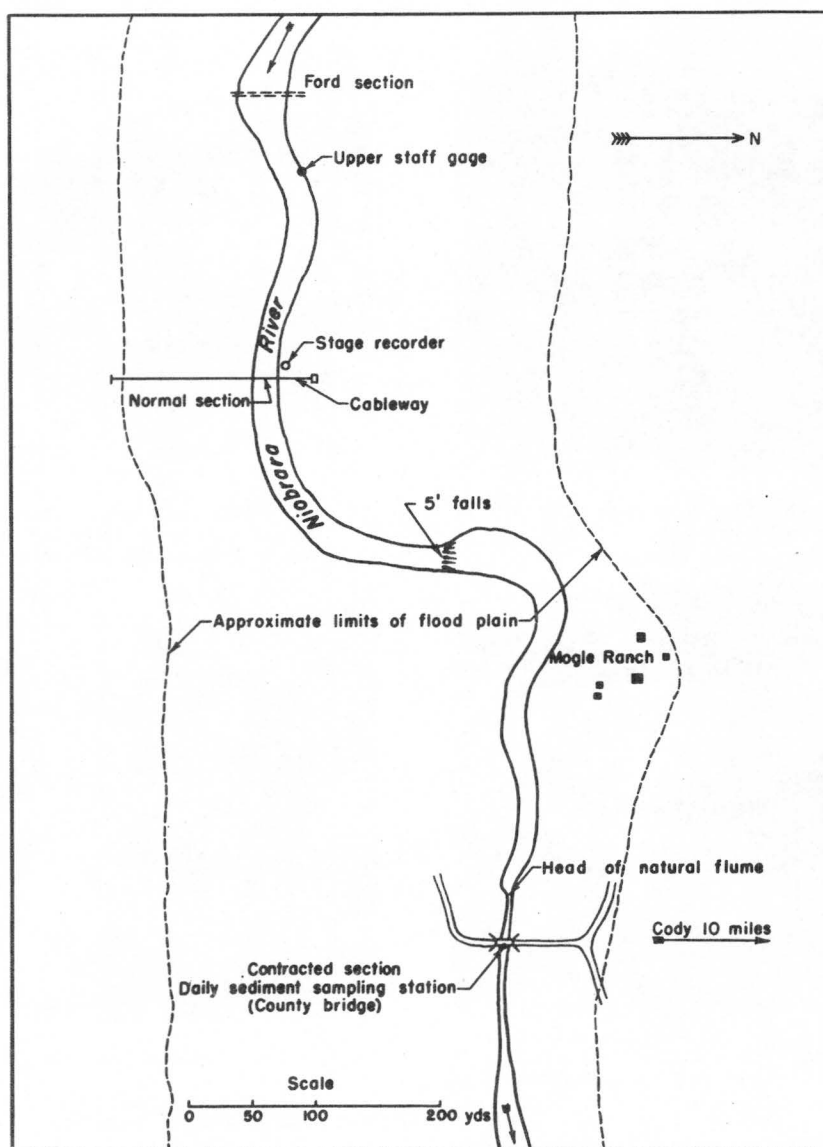 Ford section
N
Upper staff gage
River
Stage recorder
Normal section
Cableway
Niobrara
5' falls
Approximate limits of flood plain
Mogle Ranch
Head of natural flume
Cody 10 miles
Contracted section
Daily sediment sampling station
(County bridge)
Scale
0 50 100 200 yds